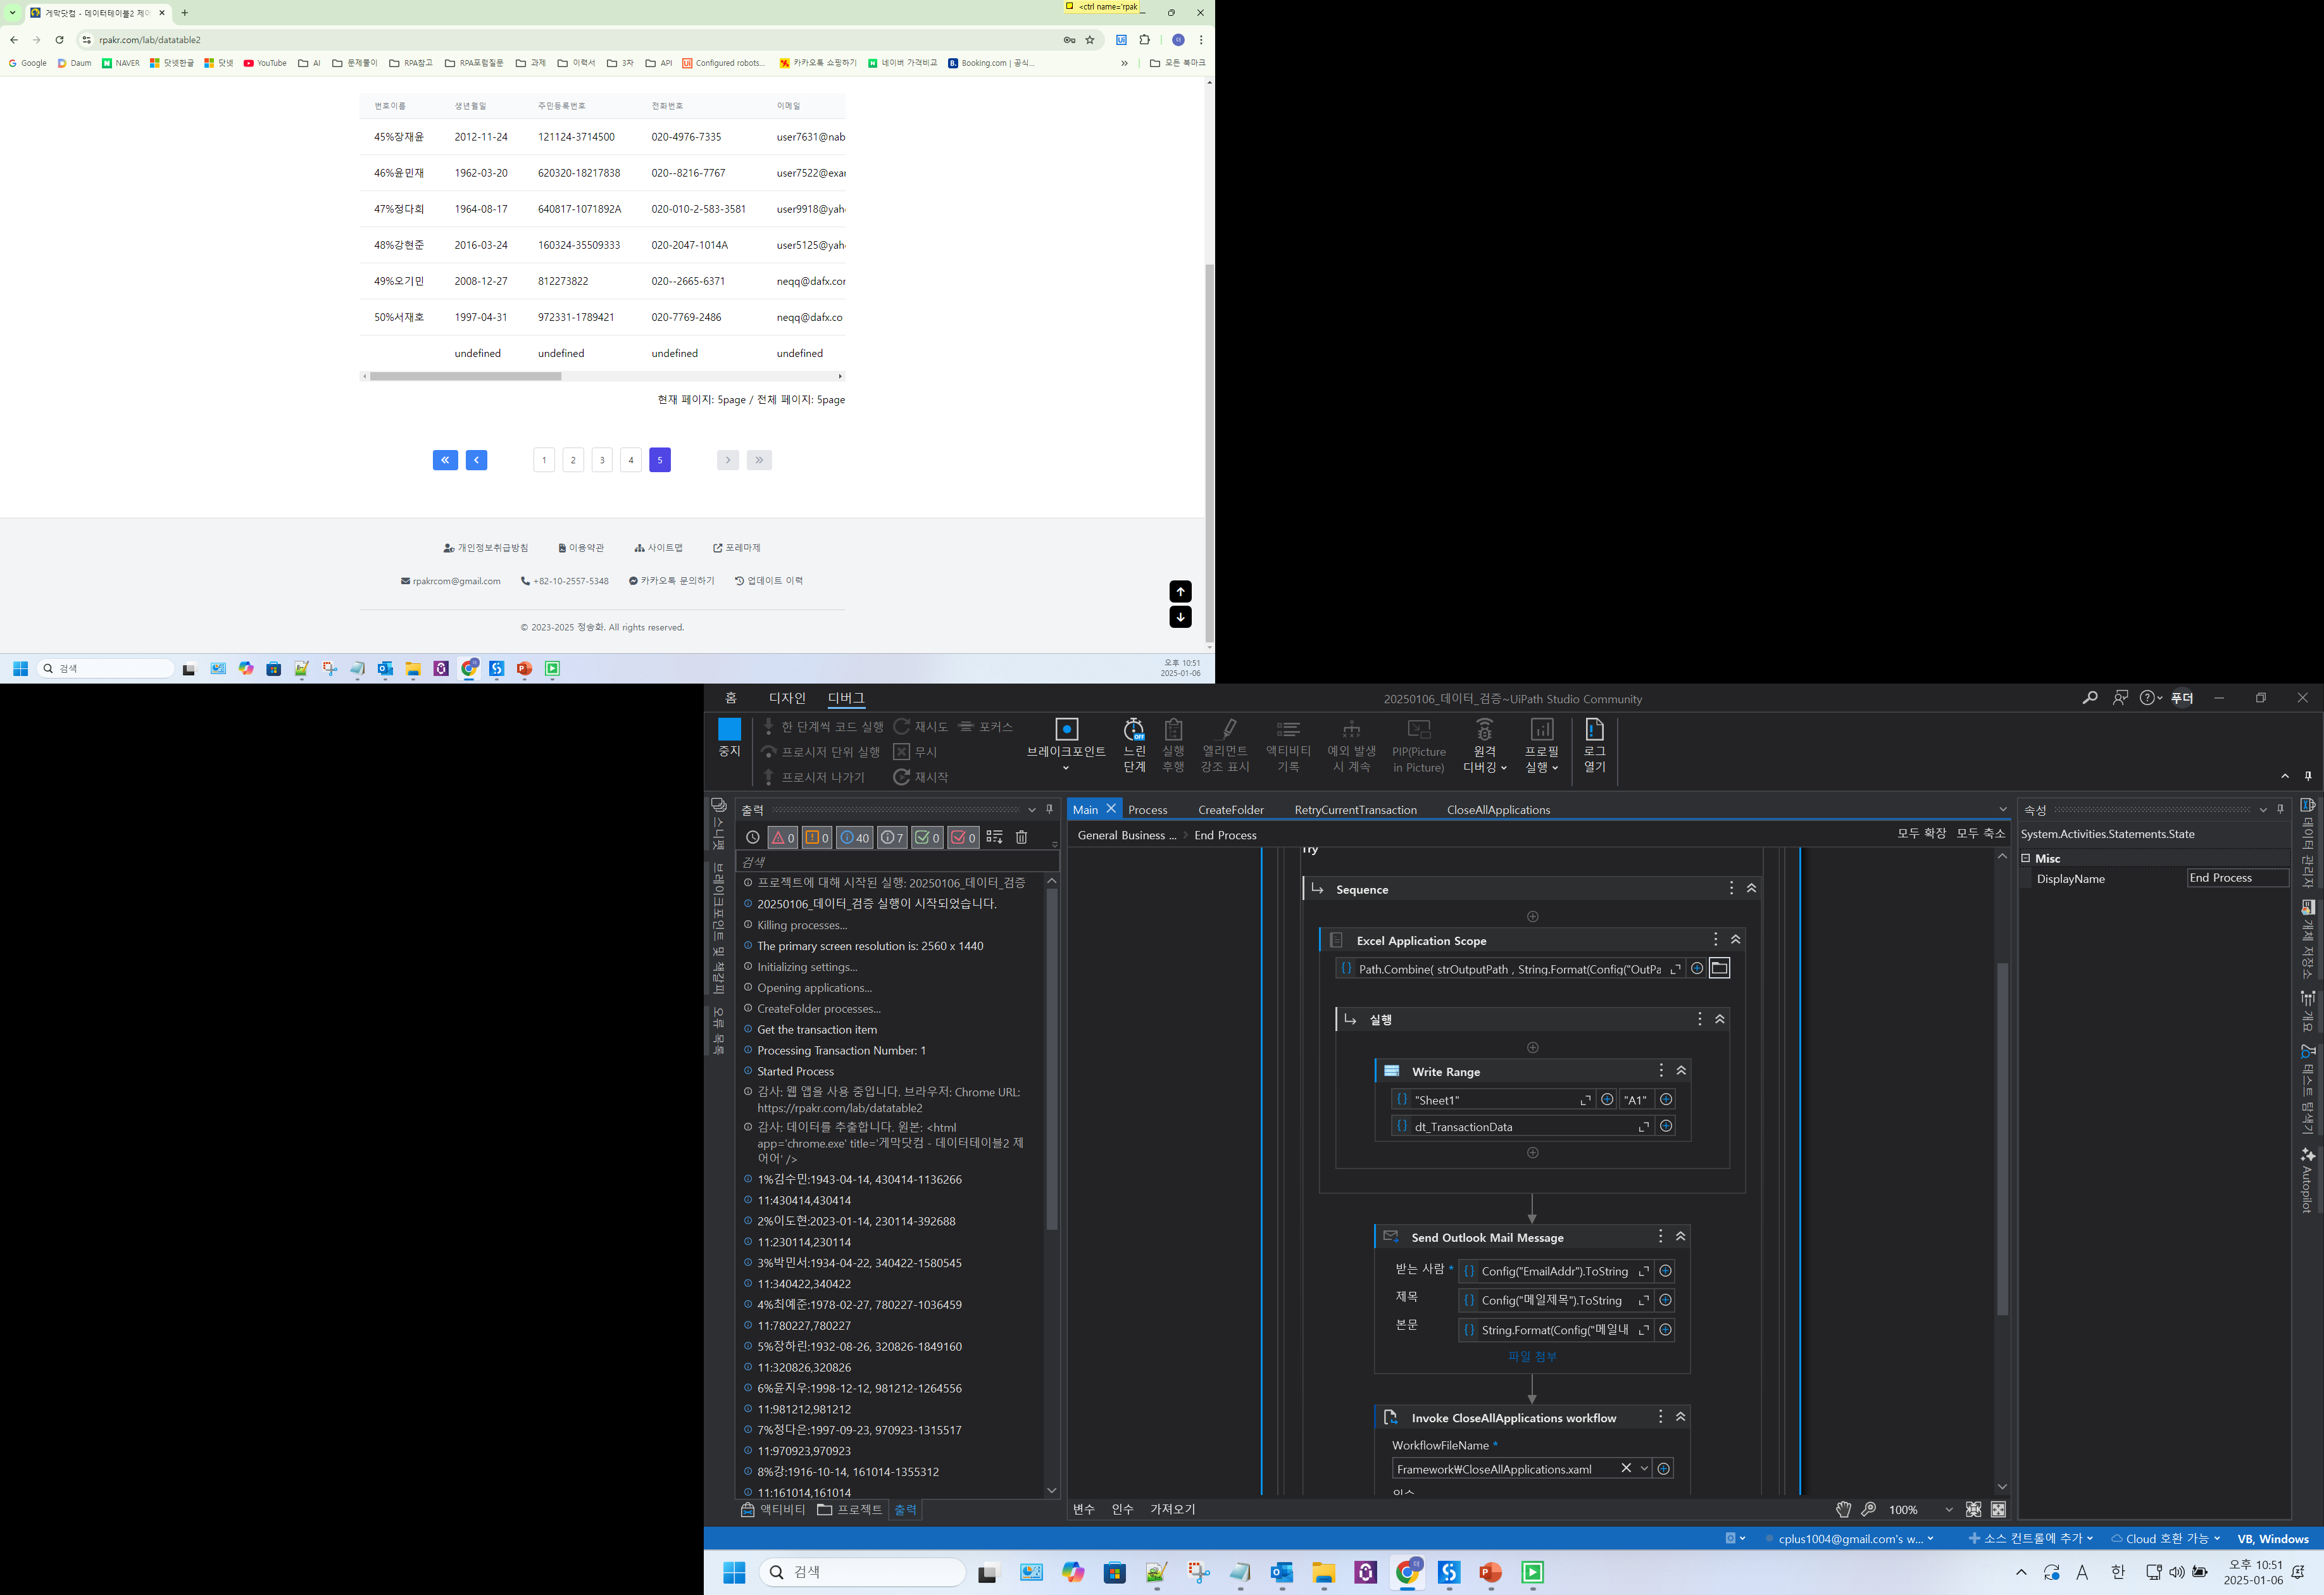 게막닷컴 - 데이터테이블2 제어
<ctrl name='rpak
rpakr.com/lab/datatable2
Google Daum NAVER 닷넷한글 닷넷 YouTube AI 문제풀이 RPA참고 RPA포럼질문 과제 이력서 3차 API Configured robots... 카카오톡 쇼핑하기 네이버 가격비교 Booking.com | 공식... » 모든 북마크
번호이름 생년월일 주민등록번호 전화번호 이메일
45%장재윤 2012-11-24 121124-3714500 020-4976-7335 user7631@nab
46%윤민재 1962-03-20 620320-18217838 020--8216-7767 user7522@exa
47%정다희 1964-08-17 640817-1071892A 020-010-2-583-3581 user9918@yah
48%강현준 2016-03-24 160324-35509333 020-2047-1014A user5125@yah
49%오기민 2008-12-27 812273822 020--2665-6371 neqq@dafx.co
50%서재호 1997-04-31 972331-1789421 020-7769-2486 neqq@dafx.co
undefined undefined undefined undefined
현재 페이지: 5page / 전체 페이지: 5page
1 2 3 4 5
개인정보취급방침 이용약관 사이트맵 포레마제
rpakrcom@gmail.com +82-10-2557-5348 카카오톡 문의하기 업데이트 이력
© 2023-2025 정송화. All rights reserved.
검색
오후 10:51
2025-01-06
홈 디자인 디버그 20250106_데이터_검증~UiPath Studio Community 푸더
중지
한 단계씩 코드 실행 재시도 포커스
프로시저 단위 실행 무시
프로시저 나가기 재시작
브레이크포인트
느린 단계
실행 후행
엘리먼트 강조 표시
액티비티 기록
예외 발생 시 계속
PIP(Picture in Picture)
원격 디버깅
프로필 실행
로그 열기
스니펫
브레이크포인트 및 책갈피
오류 목록
출력
0 0 40 7 0 0
검색
프로젝트에 대해 시작된 실행: 20250106_데이터_검증
20250106_데이터_검증 실행이 시작되었습니다.
Killing processes...
The primary screen resolution is: 2560 x 1440
Initializing settings...
Opening applications...
CreateFolder processes...
Get the transaction item
Processing Transaction Number: 1
Started Process
감사: 웹 앱을 사용 중입니다. 브라우저: Chrome URL:
https://rpakr.com/lab/datatable2
감사: 데이터를 추출합니다. 원본: <html
app='chrome.exe' title='게막닷컴 - 데이터테이블2 제
어어' />
1%김수민:1943-04-14, 430414-1136266
11:430414,430414
2%이도현:2023-01-14, 230114-392688
11:230114,230114
3%박민서:1934-04-22, 340422-1580545
11:340422,340422
4%최예준:1978-02-27, 780227-1036459
11:780227,780227
5%장하린:1932-08-26, 320826-1849160
11:320826,320826
6%윤지우:1998-12-12, 981212-1264556
11:981212,981212
7%정다은:1997-09-23, 970923-1315517
11:970923,970923
8%강:1916-10-14, 161014-1355312
11:161014,161014
액티비티 프로젝트 출력
Main Process CreateFolder RetryCurrentTransaction CloseAllApplications
General Business ... End Process 모두 확장 모두 축소
Try
Sequence
Excel Application Scope
Path.Combine( strOutputPath , String.Format(Config("OutPa
실행
Write Range
"Sheet1" "A1"
dt_TransactionData
Send Outlook Mail Message
받는 사람 * Config("EmailAddr").ToString
제목 Config("메일제목").ToString
본문 String.Format(Config("메일내
파일 첨부
Invoke CloseAllApplications workflow
WorkflowFileName *
Framework₩CloseAllApplications.xaml
인수
변수 인수 가져오기 100%
속성
System.Activities.Statements.State
Misc
DisplayName End Process
데이터 관리자
개체 저장소
개요
테스트 탐색기
Autopilot
cplus1004@gmail.com's w... 소스 컨트롤에 추가 Cloud 호환 가능 VB, Windows
검색
A 한
오후 10:51
2025-01-06